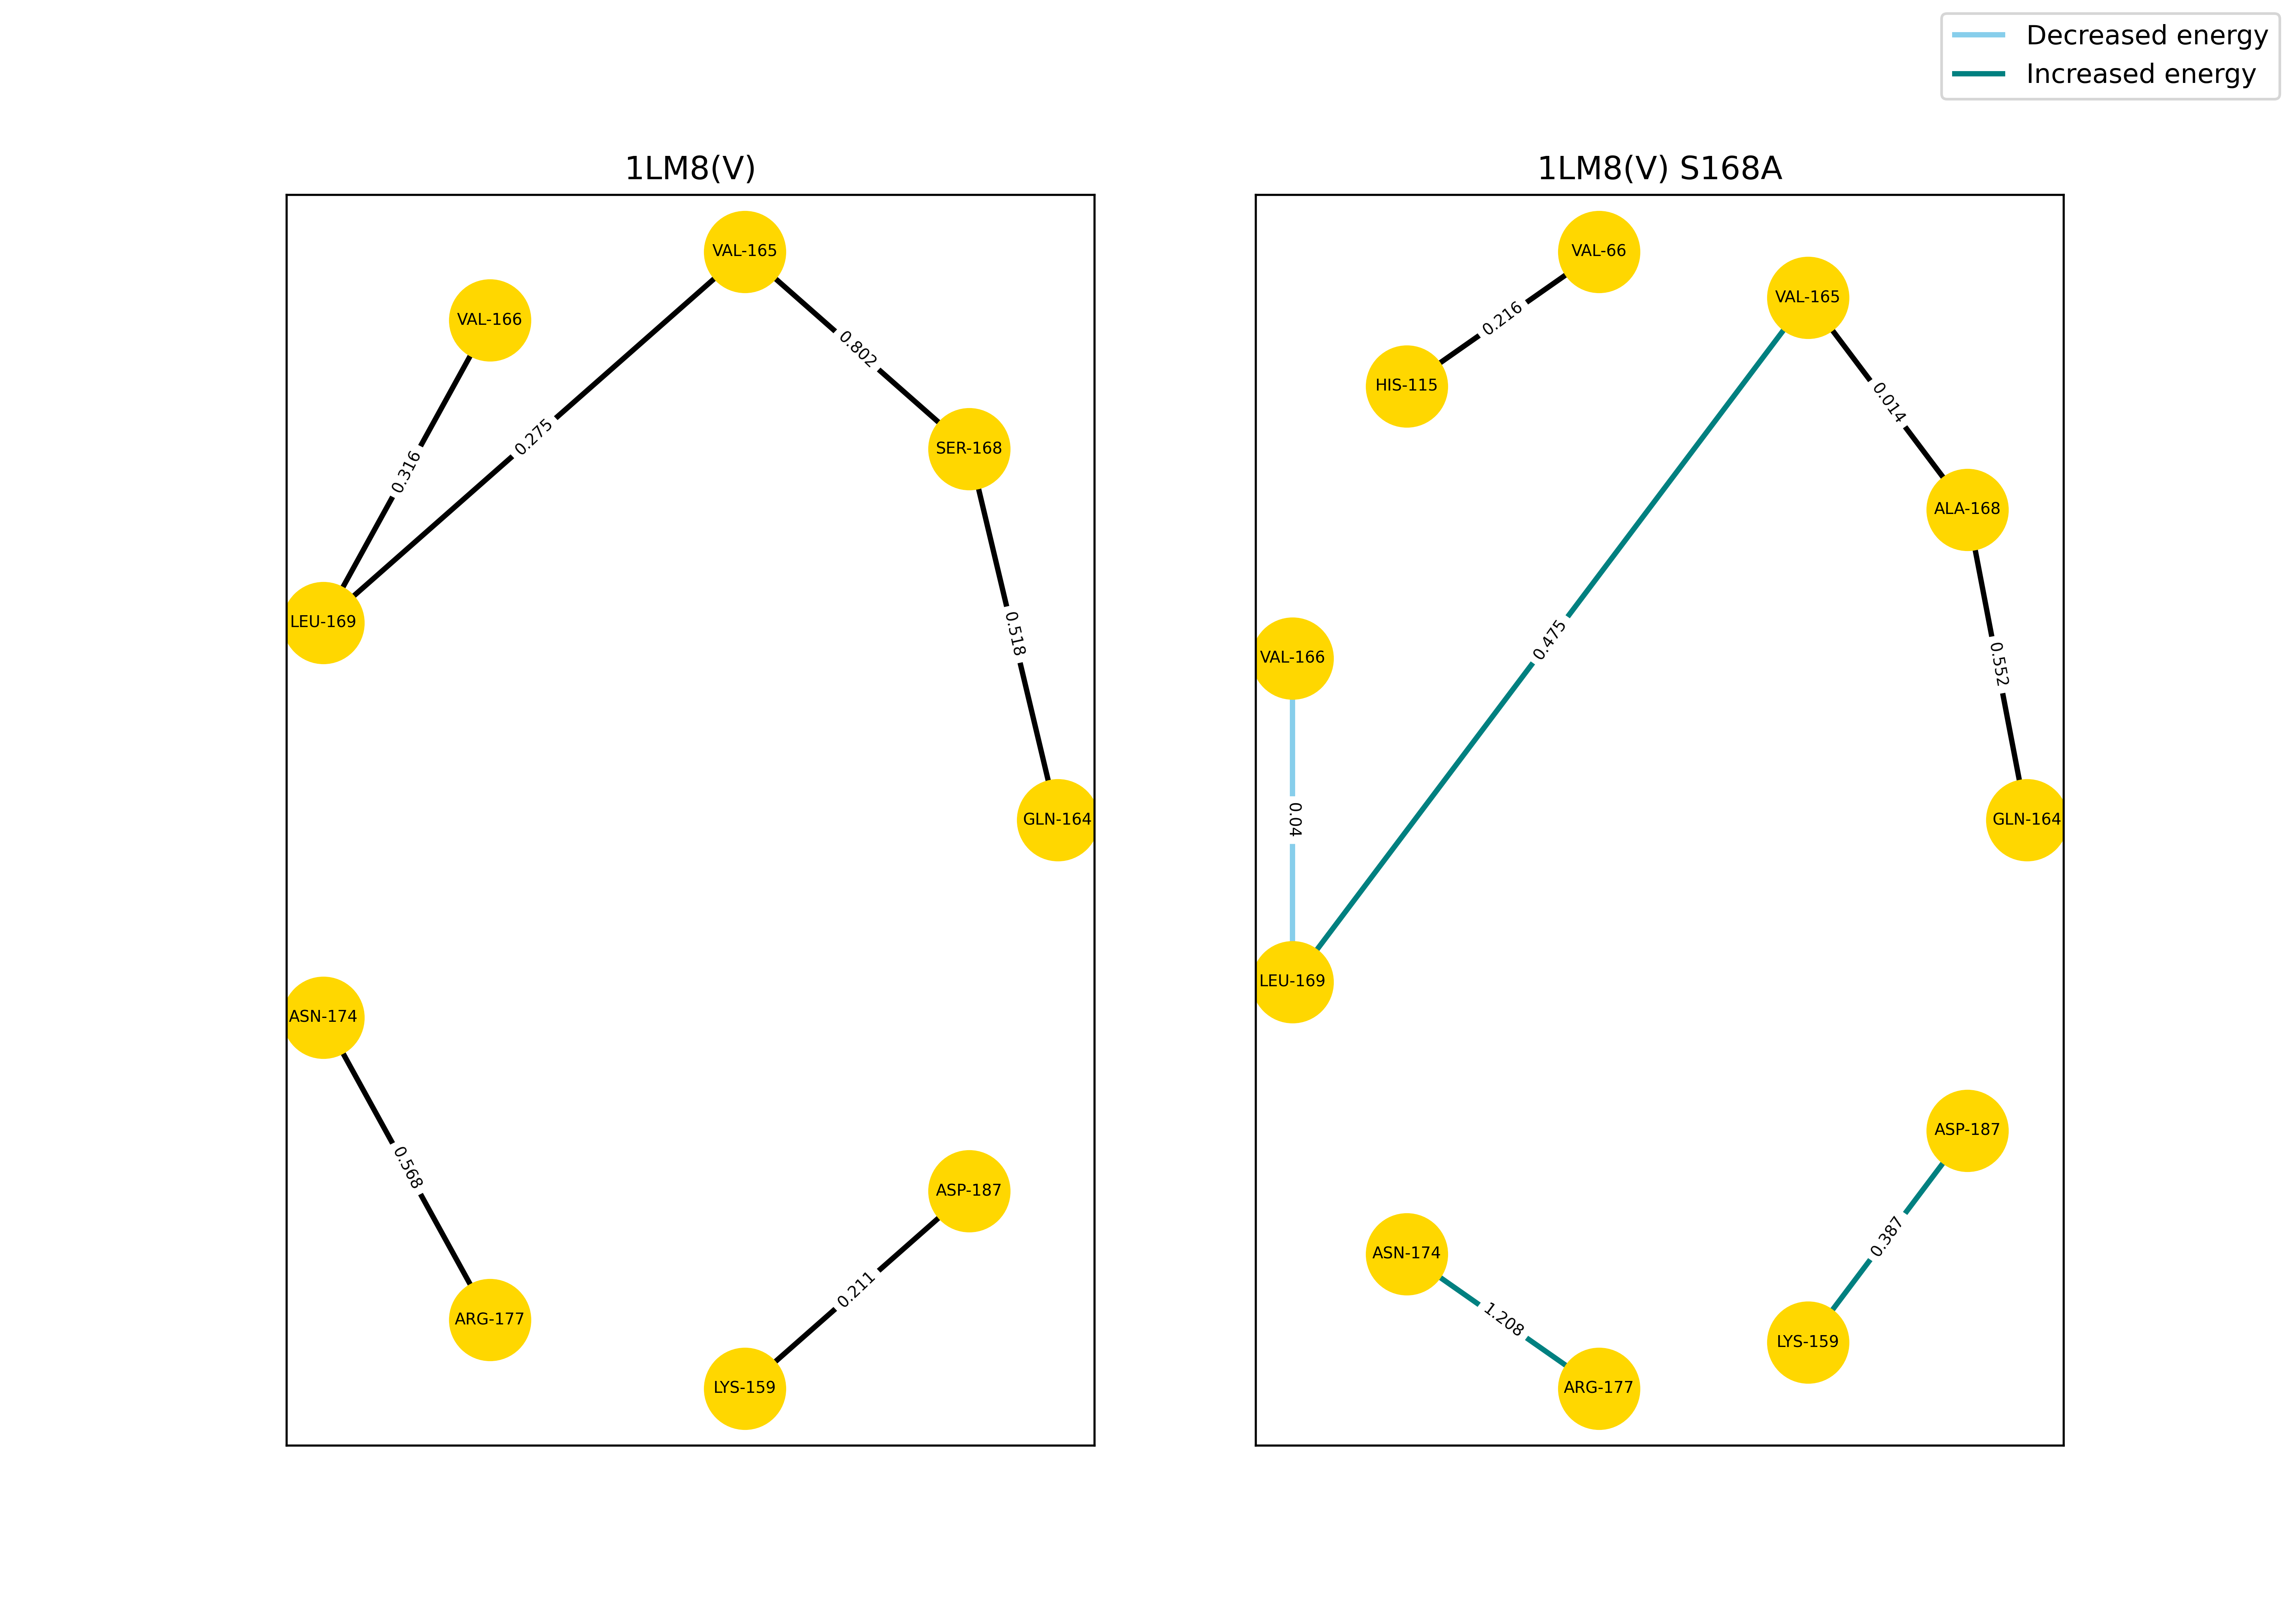 Decreased energy
Increased energy
1LM8(V)
VAL-165
VAL-166
0.802
0.275
SER-168
0.316
LEU-169
0.518
GLN-164
ASN-174
0.568
ASP-187
0.211
ARG-177
LYS-159
1LM8(V) S168A
VAL-66
VAL-165
0.216
HIS-115
0.014
ALA-168
0.475
VAL-166
0.552
0.04
GLN-164
LEU-169
ASP-187
0.387
ASN-174
1.208
LYS-159
ARG-177